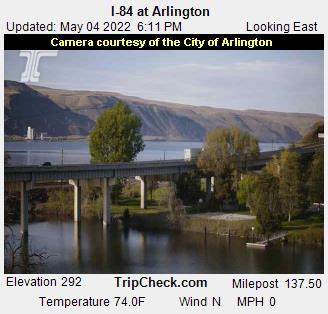 I-84 at Arlington
Updated: May 04 2022 6:11 PM Looking East
Camera courtesy of the City of Arlington
Elevation 292 TripCheck.com Milepost 137.50
Temperature 74.0F Wind N MPH 0